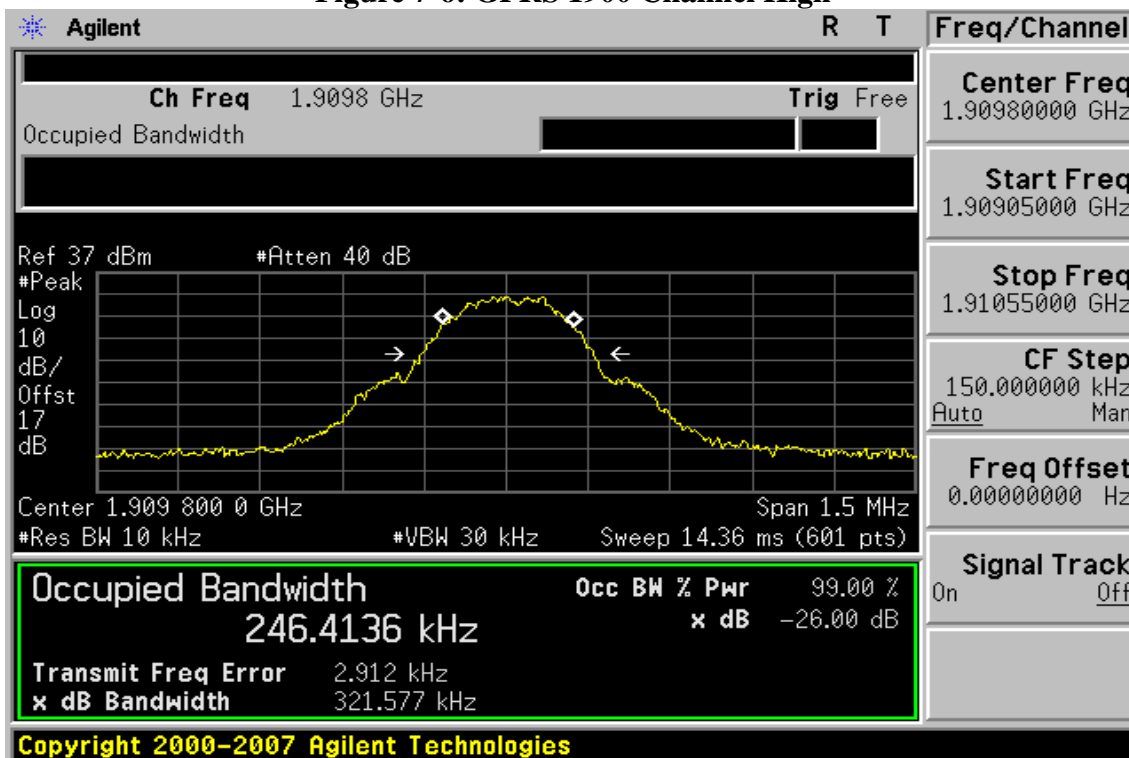 Figure 7-6: GPRS 1900 Channel High
Agilent R T
Ch Freq 1.9098 GHz Trig Free
Occupied Bandwidth
Ref 37 dBm #Atten 40 dB
#Peak
Log
10
dB/
Offst
17
dB
Center 1.909 800 0 GHz Span 1.5 MHz
#Res BW 10 kHz #VBW 30 kHz Sweep 14.36 ms (601 pts)
Occupied Bandwidth Occ BW % Pwr 99.00 %
246.4136 kHz x dB -26.00 dB
Transmit Freq Error 2.912 kHz
x dB Bandwidth 321.577 kHz
Copyright 2000-2007 Agilent Technologies
Freq/Channel
Center Freq
1.90980000 GHz
Start Freq
1.90905000 GHz
Stop Freq
1.91055000 GHz
CF Step
150.000000 kHz
Auto Man
Freq Offset
0.00000000 Hz
Signal Track
On Off